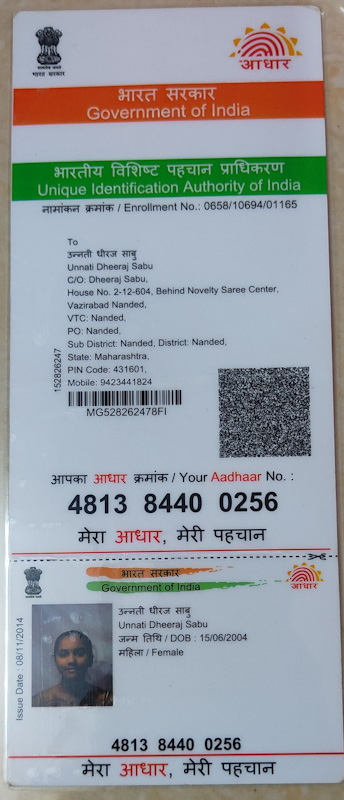 भारत सरकार
आधार
भारत सरकार
Government of India
भारतीय विशिष्ट पहचान प्राधिकरण
Unique Identification Authority of India
नामांकन क्रमांक / Enrollment No.: 0658/10694/01165
To
उन्नती धीरज साबु
Unnati Dheeraj Sabu
C/O: Dheeraj Sabu,
House No. 2-12-604, Behind Novelty Saree Center,
Vazirabad Nanded,
VTC: Nanded,
PO: Nanded,
Sub District: Nanded, District: Nanded,
State: Maharashtra,
PIN Code: 431601,
Mobile: 9423441824
152826247
MG528262478FI
आपका आधार क्रमांक / Your Aadhaar No. :
4813 8440 0256
मेरा आधार, मेरी पहचान
भारत सरकार
Government of India
आधार
Issue Date : 08/11/2014
उन्नती धीरज साबु
Unnati Dheeraj Sabu
जन्म तिथि / DOB : 15/06/2004
महिला / Female
4813 8440 0256
मेरा आधार, मेरी पहचान